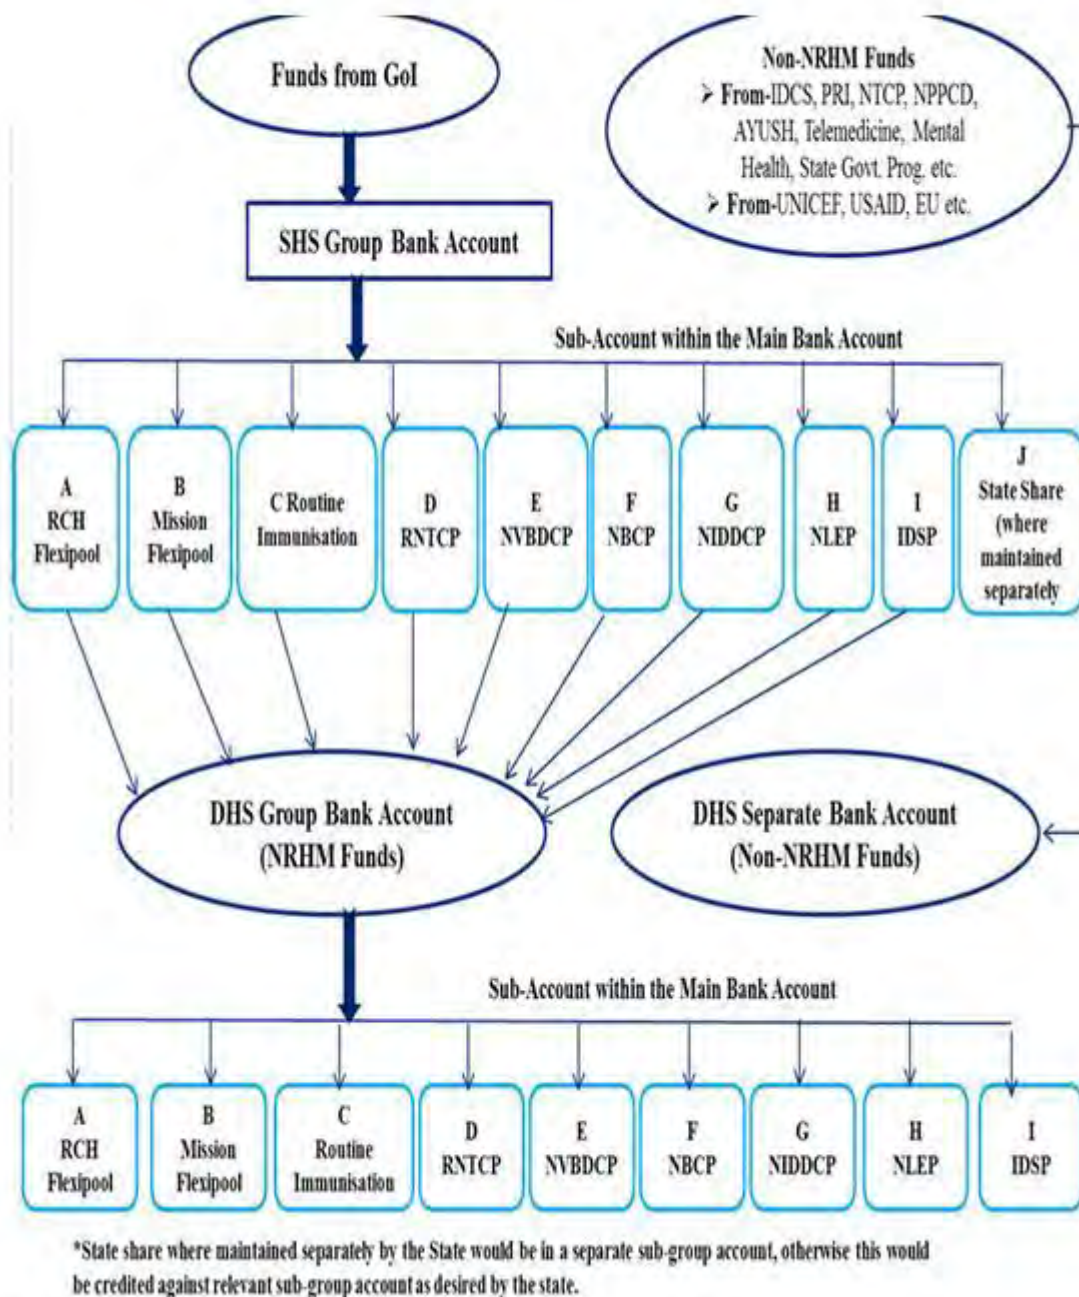 Funds from GoI
Non-NRHM Funds
➤ From-IDCS, PRI, NTCP, NPPCD,
AYUSH, Telemedicine, Mental
Health, State Govt. Prog. etc.
➤ From-UNICEF, USAID, EU etc.
SHS Group Bank Account
Sub-Account within the Main Bank Account
A
RCH
Flexipool
B
Mission
Flexipool
C Routine
Immunisation
D
RNTCP
E
NVBDCP
F
NBCP
G
NIDDCP
H
NLEP
I
IDSP
J
State Share
(where
maintained
separately
DHS Group Bank Account
(NRHM Funds)
DHS Separate Bank Account
(Non-NRHM Funds)
Sub-Account within the Main Bank Account
A
RCH
Flexipool
B
Mission
Flexipool
C
Routine
Immunisation
D
RNTCP
E
NVBDCP
F
NBCP
G
NIDDCP
H
NLEP
I
IDSP
*State share where maintained separately by the State would be in a separate sub-group account, otherwise this would
be credited against relevant sub-group account as desired by the state.